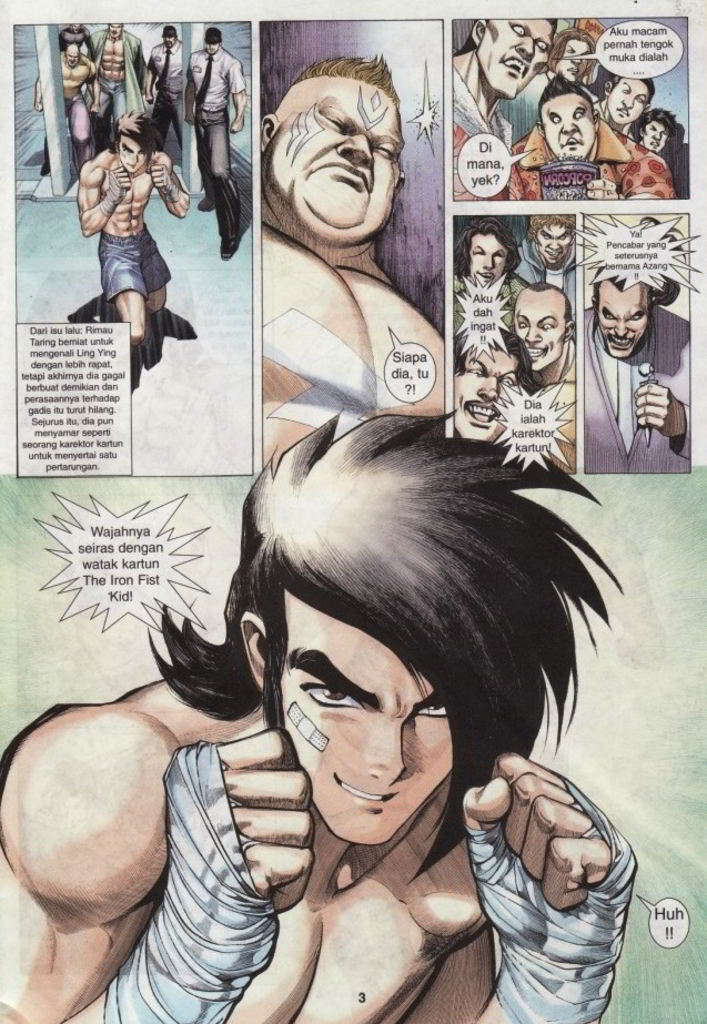 Dari isu lalu: Rimau
Taring berniat untuk
mengenali Ling Ying
dengan lebih rapat,
tetapi akhirnya dia gagal
berbuat demikian dan
perasaannya terhadap
gadis itu turut hilang.
Sejurus itu, dia pun
menyamar seperti
seorang karektor kartun
untuk menyertai satu
pertarungan.
Siapa
dia, tu
?!
Aku macam
pernah tengok
muka dialah
....
Di
mana,
yek?
POPCORN
Aku
dah
ingat
!!
Dia
ialah
karektor
kartun!!
Ya!
Pencabar yang
seterusnya
bernama Azang
!!
Wajahnya
seiras dengan
watak kartun
The Iron Fist
Kid!
Huh
!!
3